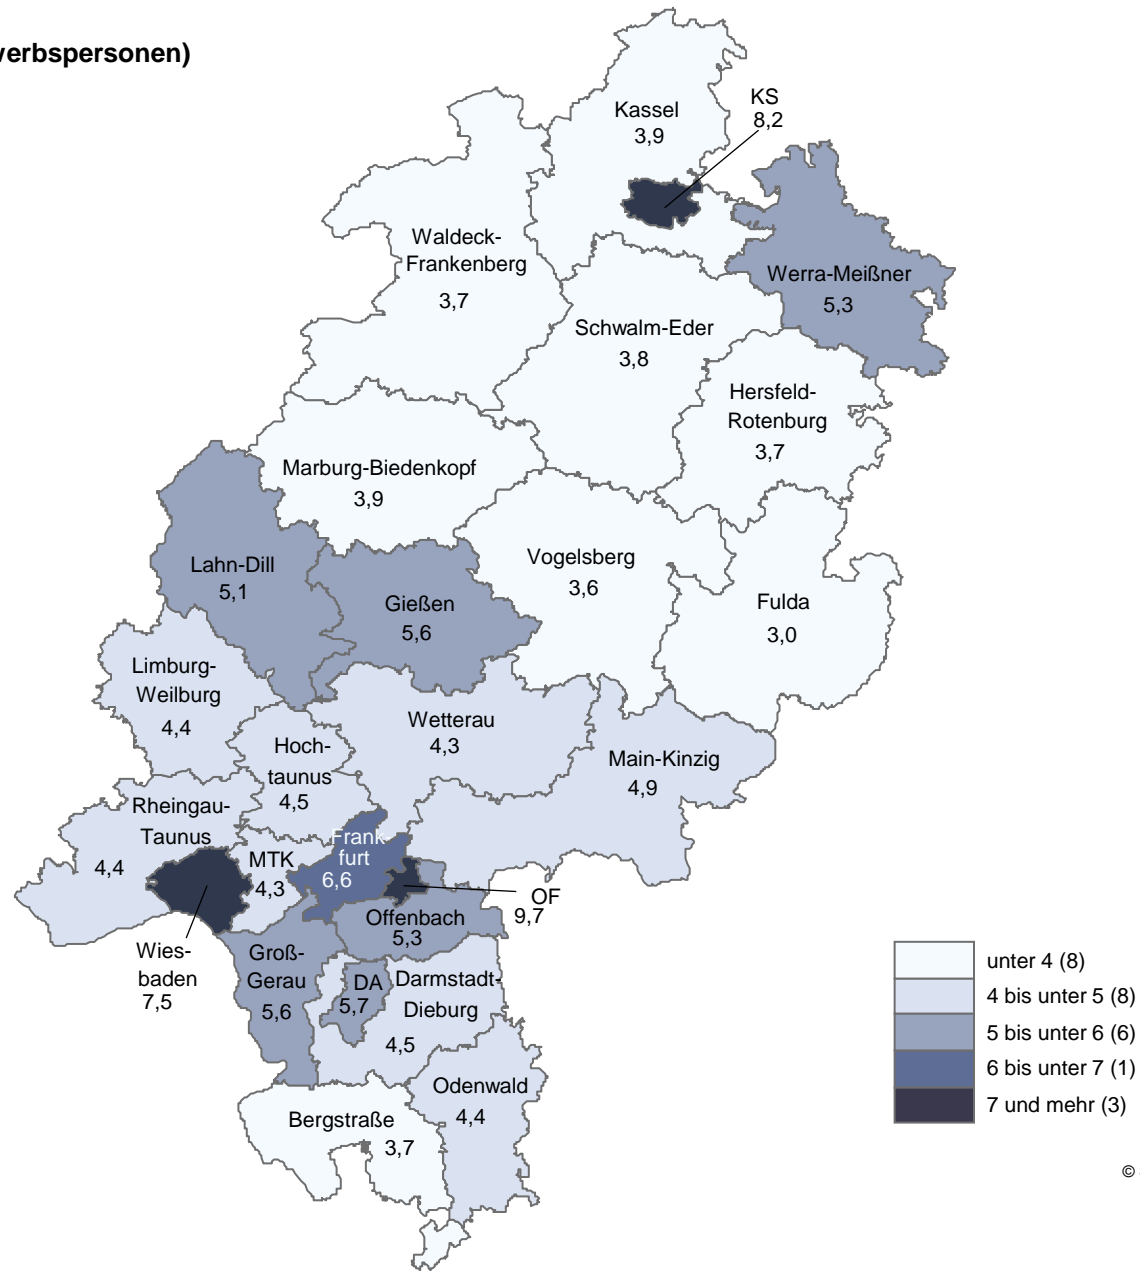 werbspersonen)
KS
8,2
Kassel
3,9
Waldeck-
Frankenberg
3,7
Werra-Meißner
5,3
Schwalm-Eder
3,8
Hersfeld-
Rotenburg
3,7
Marburg-Biedenkopf
3,9
Lahn-Dill
5,1
Gießen
5,6
Vogelsberg
3,6
Fulda
3,0
Limburg-
Weilburg
4,4
Wetterau
4,3
Hoch-
taunus
4,5
Main-Kinzig
4,9
Rheingau-
Taunus
4,4
MTK
4,3
Frank-
furt
6,6
OF
9,7
Offenbach
5,3
Wies-
baden
7,5
Groß-
Gerau
5,6
DA
5,7
Darmstadt-
Dieburg
4,5
Odenwald
4,4
Bergstraße
3,7
unter 4 (8)
4 bis unter 5 (8)
5 bis unter 6 (6)
6 bis unter 7 (1)
7 und mehr (3)
©